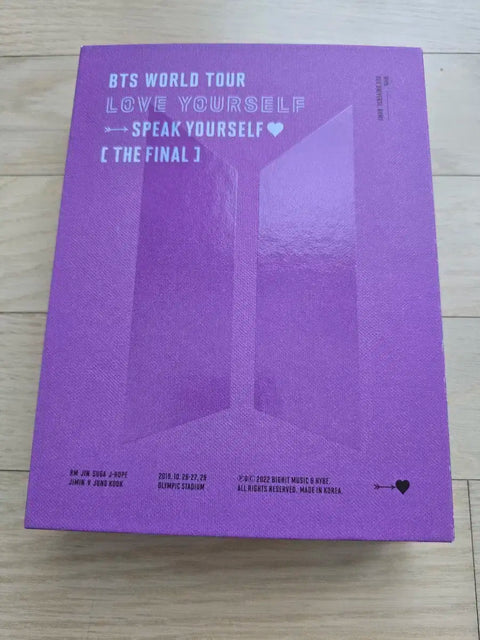 BTS WORLD TOUR
LOVE YOURSELF
SPEAK YOURSELF
[THE FINAL]
RM JIN SUGA J-HOPE
JIMIN V JUNG KOOK
2019.10.26-27, 29
OLYMPIC STADIUM
Ⓟ & Ⓒ 2022 BIGHIT MUSIC & HYBE.
ALL RIGHTS RESERVED. MADE IN KOREA.